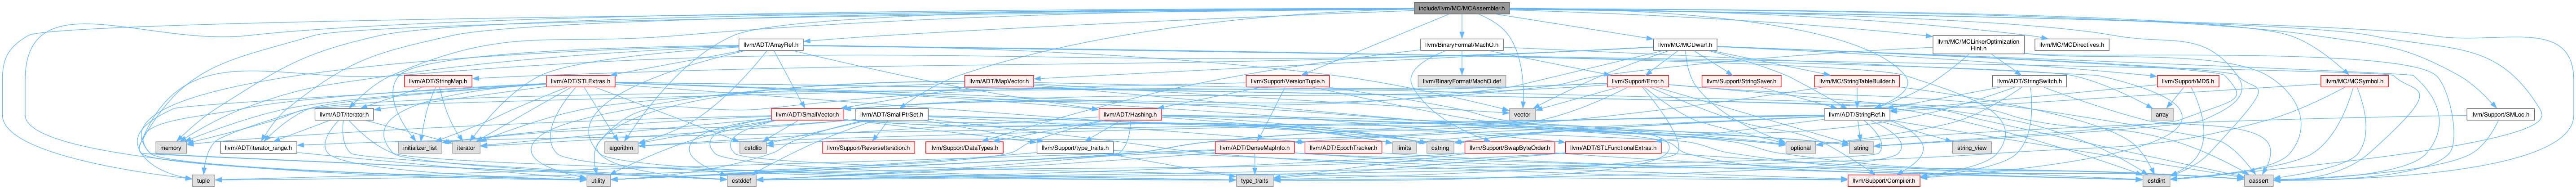 include/llvm/MC/MCAssembler.h
llvm/ADT/ArrayRef.h
llvm/BinaryFormat/MachO.h
llvm/MC/MCDwarf.h
llvm/MC/MCLinkerOptimization
Hint.h
llvm/MC/MCDirectives.h
llvm/ADT/StringMap.h
llvm/ADT/STLExtras.h
llvm/ADT/MapVector.h
llvm/Support/VersionTuple.h
llvm/BinaryFormat/MachO.def
llvm/Support/Error.h
llvm/Support/StringSaver.h
llvm/MC/StringTableBuilder.h
llvm/ADT/StringSwitch.h
llvm/Support/MD5.h
llvm/MC/MCSymbol.h
llvm/ADT/iterator.h
llvm/ADT/SmallVector.h
llvm/ADT/SmallPtrSet.h
llvm/ADT/Hashing.h
vector
llvm/ADT/StringRef.h
array
llvm/Support/SMLoc.h
memory
llvm/ADT/iterator_range.h
initializer_list
iterator
algorithm
cstdlib
llvm/Support/ReverseIteration.h
llvm/Support/DataTypes.h
llvm/Support/type_traits.h
llvm/ADT/DenseMapInfo.h
llvm/ADT/EpochTracker.h
limits
cstring
llvm/Support/SwapByteOrder.h
optional
llvm/ADT/STLFunctionalExtras.h
string
string_view
tuple
utility
cstddef
type_traits
llvm/Support/Compiler.h
cstdint
cassert